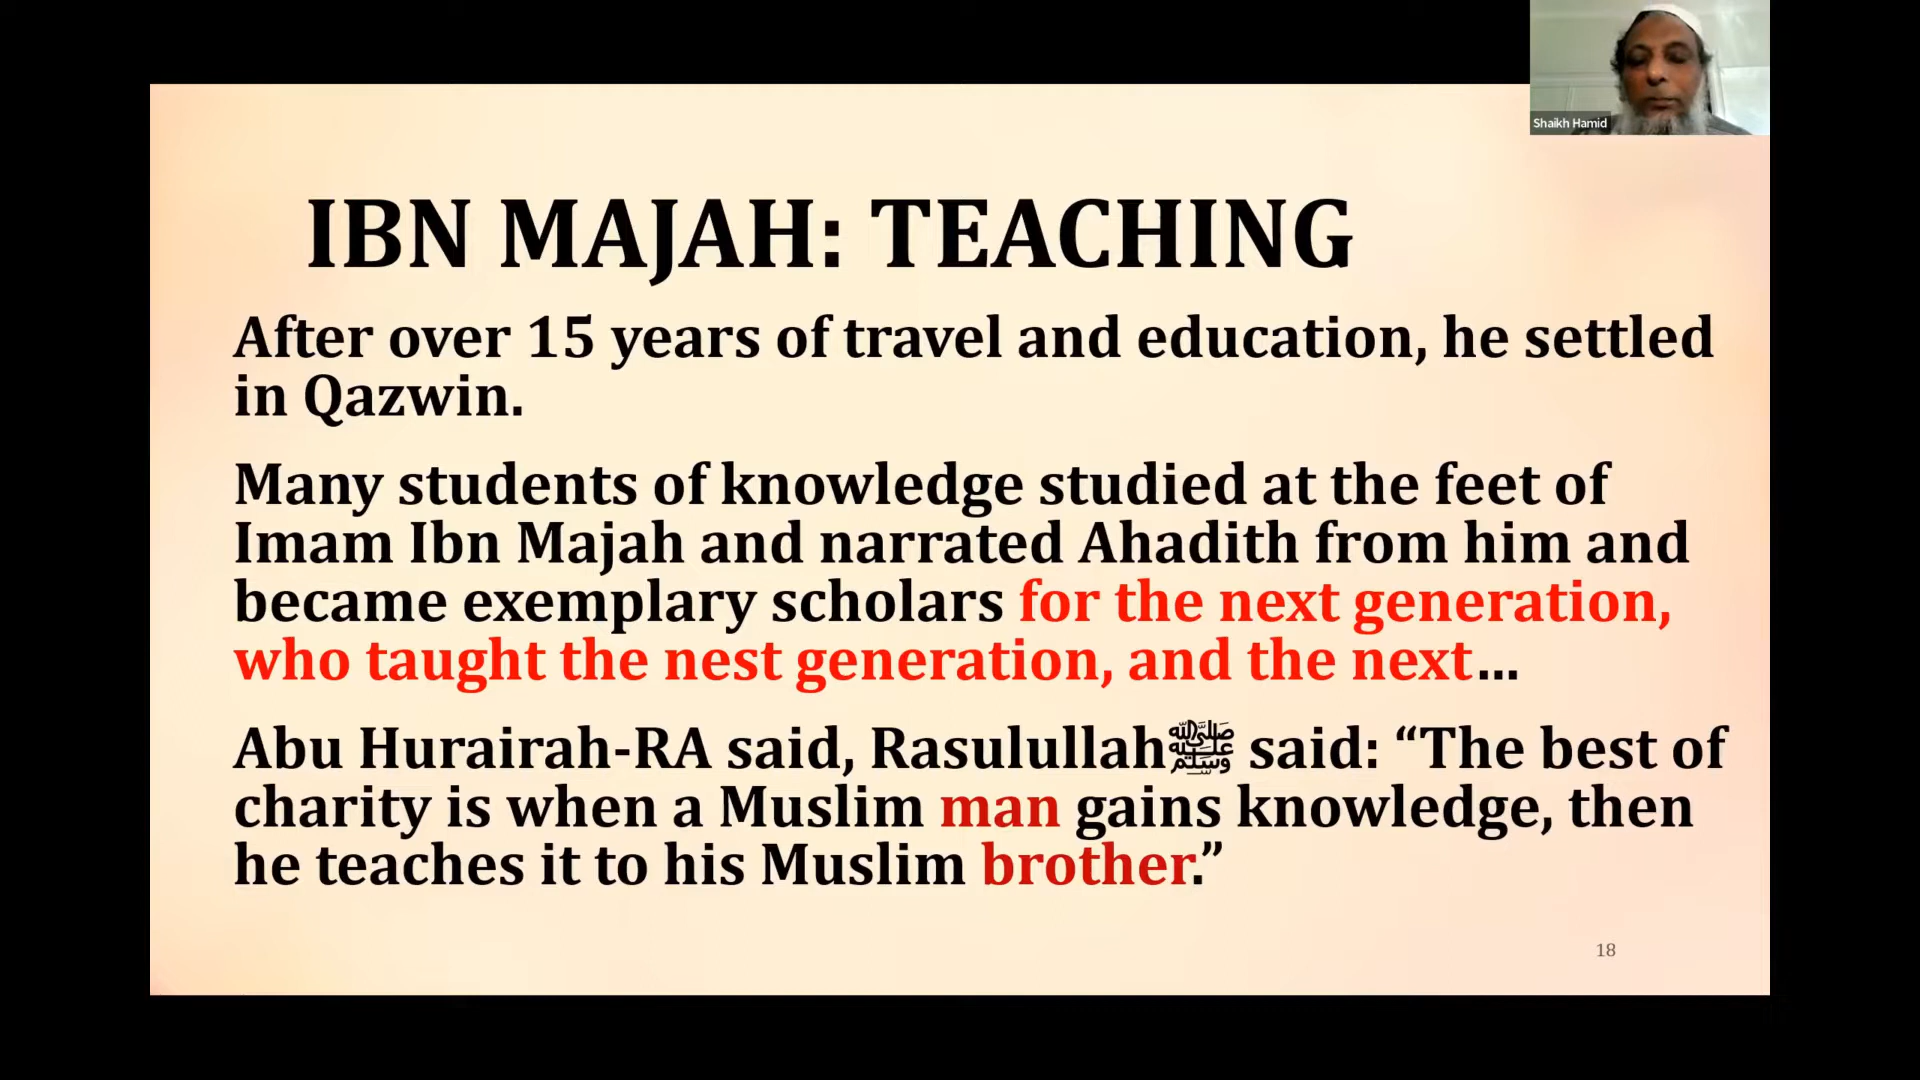 Shaikh Hamid
IBN MAJAH: TEACHING
After over 15 years of travel and education, he settled
in Qazwin.
Many students of knowledge studied at the feet of
Imam Ibn Majah and narrated Ahadith from him and
became exemplary scholars for the next generation,
who taught the nest generation, and the next...
Abu Hurairah-RA said, Rasulullahﷺ said: “The best of
charity is when a Muslim man gains knowledge, then
he teaches it to his Muslim brother.”
18